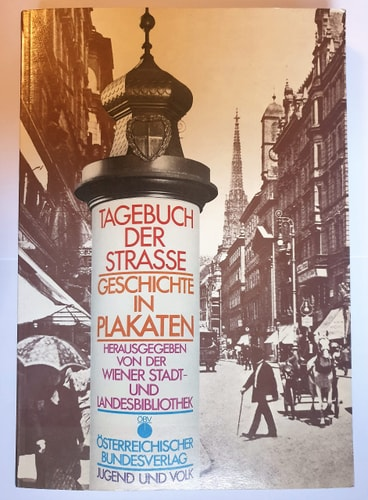 TAGEBUCH
DER
STRASSE
GESCHICHTE
IN
PLAKATEN
HERAUSGEGEBEN
VON DER
WIENER STADT-
UND
LANDESBIBLIOTHEK
ÖBV
ÖSTERREICHISCHER
BUNDESVERLAG
JUGEND UND VOLK